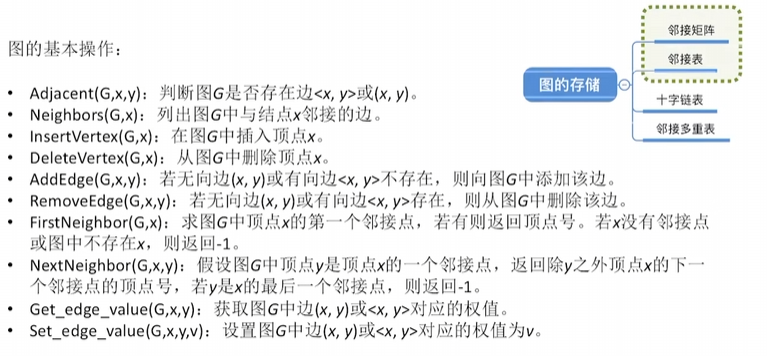 图的基本操作：
• Adjacent(G,x,y)：判断图G是否存在边<x, y>或(x, y)。
• Neighbors(G,x)：列出图G中与结点x邻接的边。
• InsertVertex(G,x)：在图G中插入顶点x。
• DeleteVertex(G,x)：从图G中删除顶点x。
• AddEdge(G,x,y)：若无向边(x, y)或有向边<x, y>不存在，则向图G中添加该边。
• RemoveEdge(G,x,y)：若无向边(x, y)或有向边<x, y>存在，则从图G中删除该边。
• FirstNeighbor(G,x)：求图G中顶点x的第一个邻接点，若有则返回顶点号。若x没有邻接点
或图中不存在x，则返回-1。
• NextNeighbor(G,x,y)：假设图G中顶点y是顶点x的一个邻接点，返回除y之外顶点x的下一
个邻接点的顶点号，若y是x的最后一个邻接点，则返回-1。
• Get_edge_value(G,x,y)：获取图G中边(x, y)或<x, y>对应的权值。
• Set_edge_value(G,x,y,v)：设置图G中边(x, y)或<x, y>对应的权值为v。
图的存储
邻接矩阵
邻接表
十字链表
邻接多重表